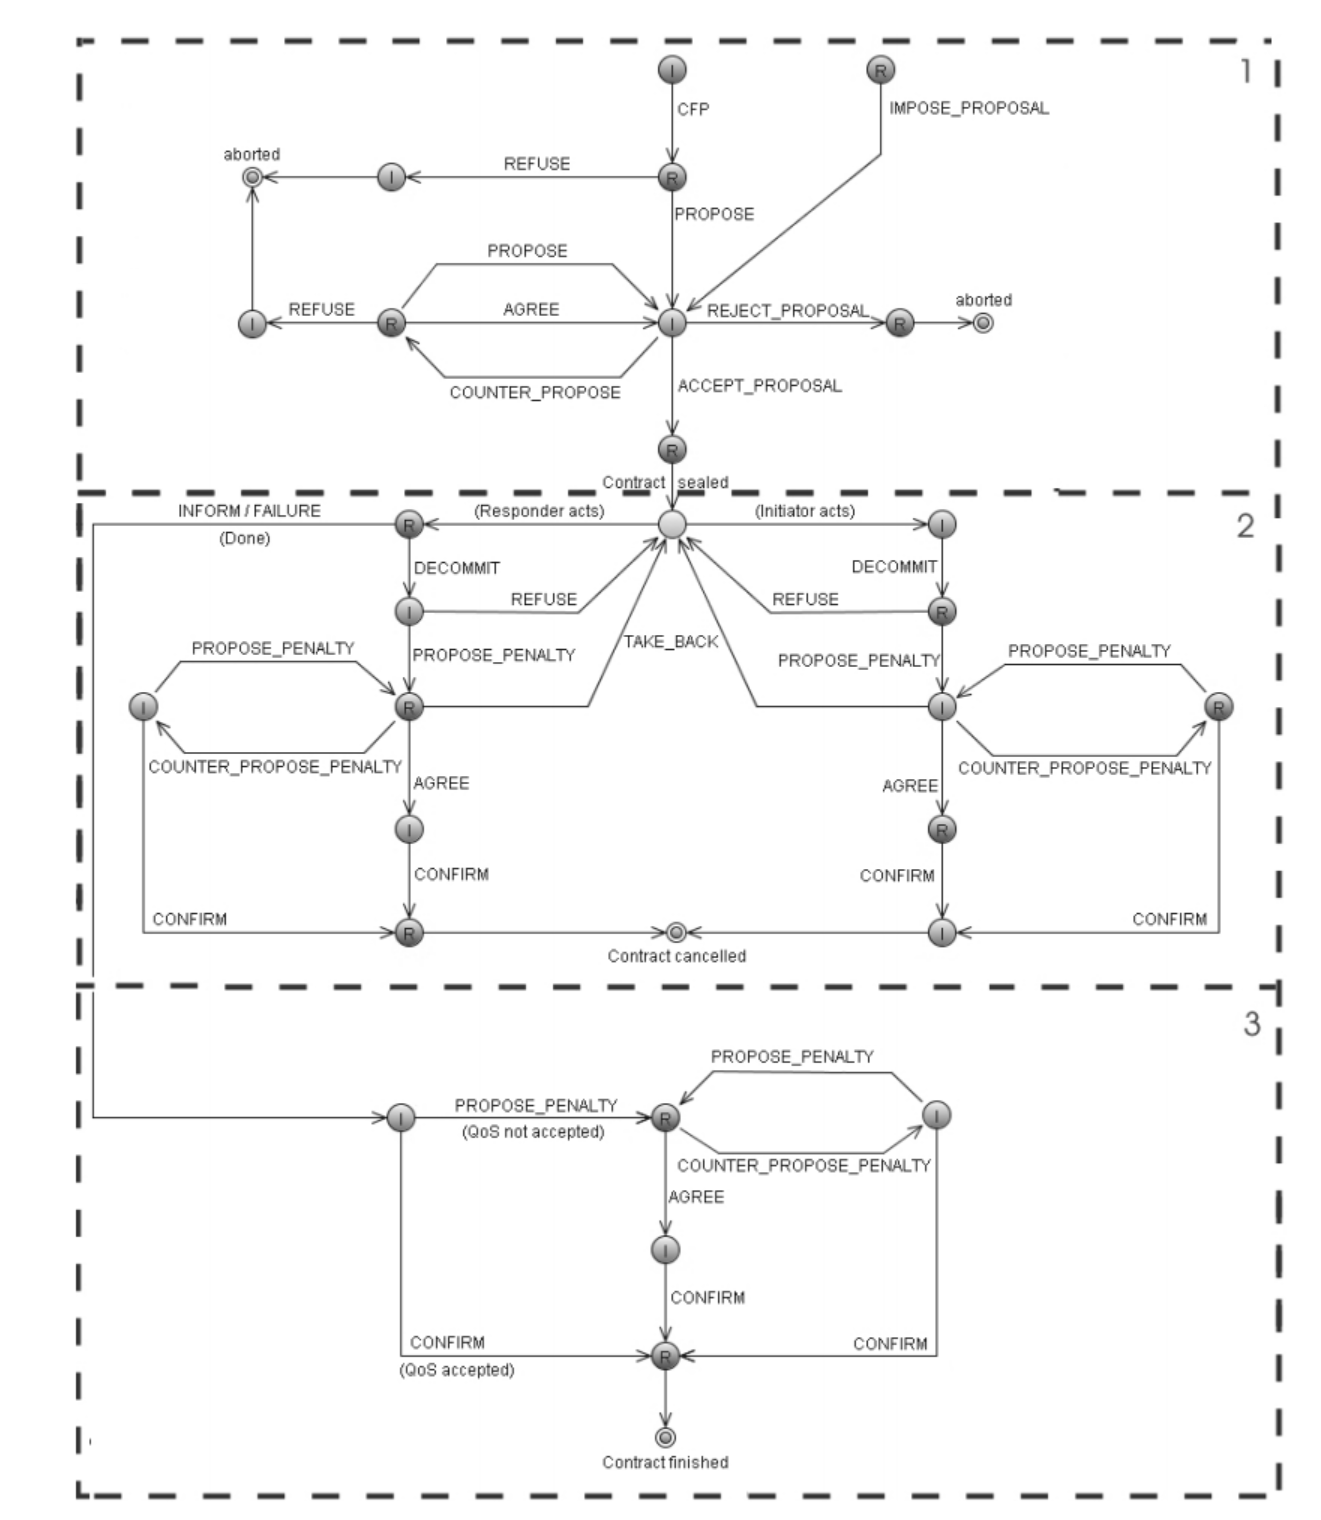 1
I
R
CFP
IMPOSE_PROPOSAL
aborted
REFUSE
I
R
PROPOSE
PROPOSE
aborted
REFUSE
AGREE
REJECT_PROPOSAL
I
R
I
R
COUNTER_PROPOSE
ACCEPT_PROPOSAL
R
Contract sealed
2
INFORM / FAILURE
(Done)
R
(Responder acts)
(Initiator acts)
I
DECOMMIT
DECOMMIT
I
REFUSE
REFUSE
R
PROPOSE_PENALTY
PROPOSE_PENALTY
TAKE_BACK
PROPOSE_PENALTY
PROPOSE_PENALTY
I
R
I
R
COUNTER_PROPOSE_PENALTY
COUNTER_PROPOSE_PENALTY
AGREE
AGREE
I
R
CONFIRM
CONFIRM
CONFIRM
CONFIRM
R
I
Contract cancelled
3
PROPOSE_PENALTY
I
PROPOSE_PENALTY
(QoS not accepted)
R
I
COUNTER_PROPOSE_PENALTY
AGREE
I
CONFIRM
CONFIRM
(QoS accepted)
CONFIRM
R
Contract finished